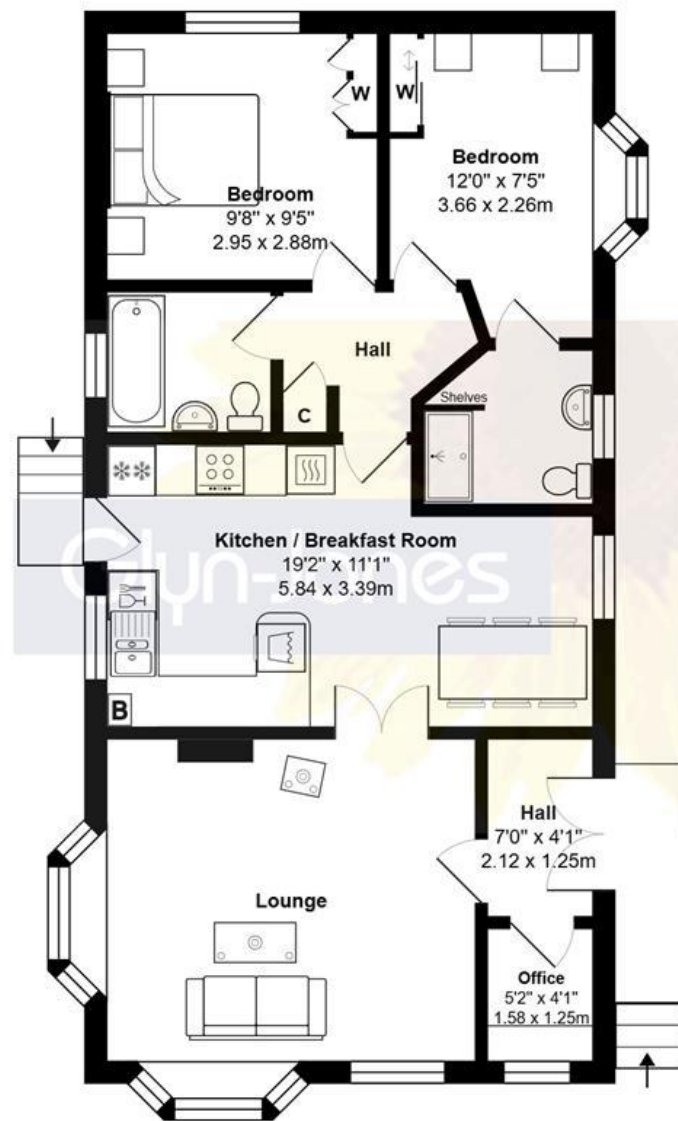 W
W
Bedroom
9'8" x 9'5"
2.95 x 2.88m
Bedroom
12'0" x 7'5"
3.66 x 2.26m
Hall
C
Shelves
Kitchen / Breakfast Room
19'2" x 11'1"
5.84 x 3.39m
Glyn-Jones
B
Hall
7'0" x 4'1"
2.12 x 1.25m
Lounge
Office
5'2" x 4'1"
1.58 x 1.25m